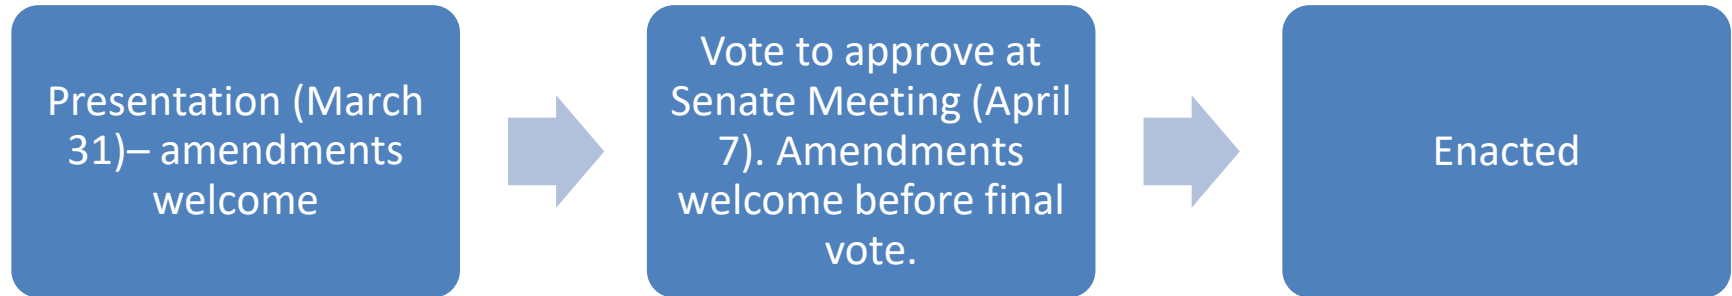 Presentation (March
31)– amendments
welcome
Vote to approve at
Senate Meeting (April
7). Amendments
welcome before final
vote.
Enacted